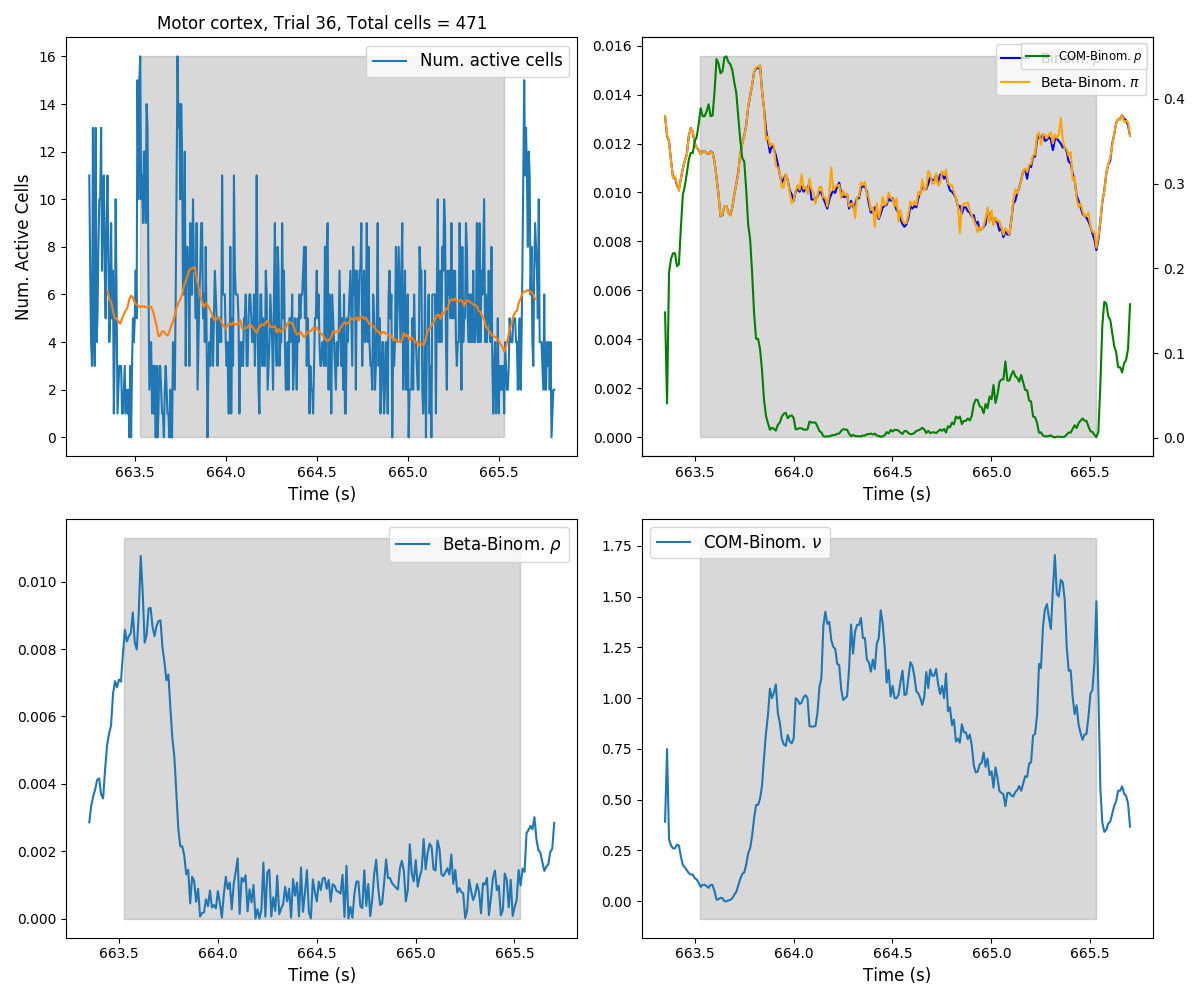 Motor cortex, Trial 36, Total cells = 471
Num. active cells
Num. Active Cells
16
14
12
10
8
6
4
2
0
663.5 664.0 664.5 665.0 665.5
Time (s)
COM-Binom. p
Beta-Binom. π
0.016
0.014
0.012
0.010
0.008
0.006
0.004
0.002
0.000
0.4
0.3
0.2
0.1
0.0
663.5 664.0 664.5 665.0 665.5
Time (s)
Beta-Binom. ρ
0.010
0.008
0.006
0.004
0.002
0.000
663.5 664.0 664.5 665.0 665.5
Time (s)
COM-Binom. ν
1.75
1.50
1.25
1.00
0.75
0.50
0.25
0.00
663.5 664.0 664.5 665.0 665.5
Time (s)